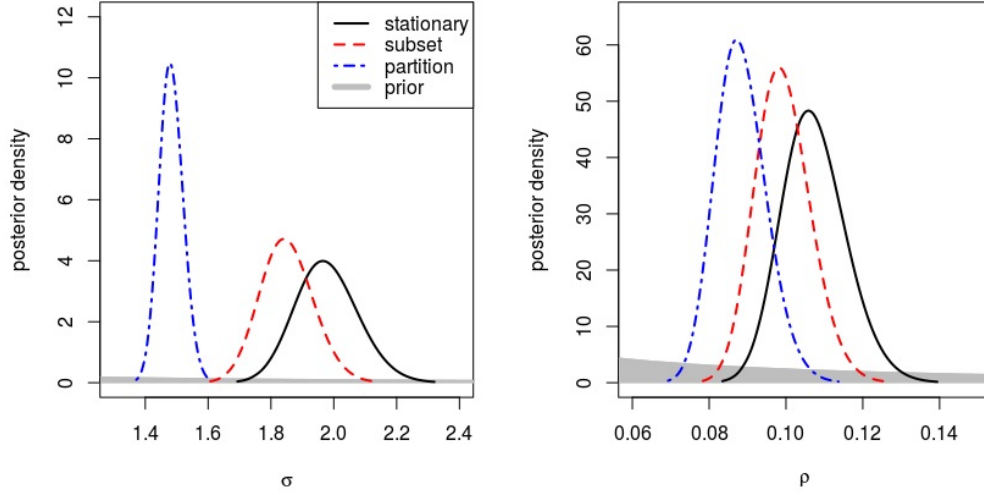 stationary
subset
partition
prior
posterior density
0 2 4 6 8 10 12
1.4 1.6 1.8 2.0 2.2 2.4
σ
posterior density
0 10 20 30 40 50 60
0.06 0.08 0.10 0.12 0.14
ρ